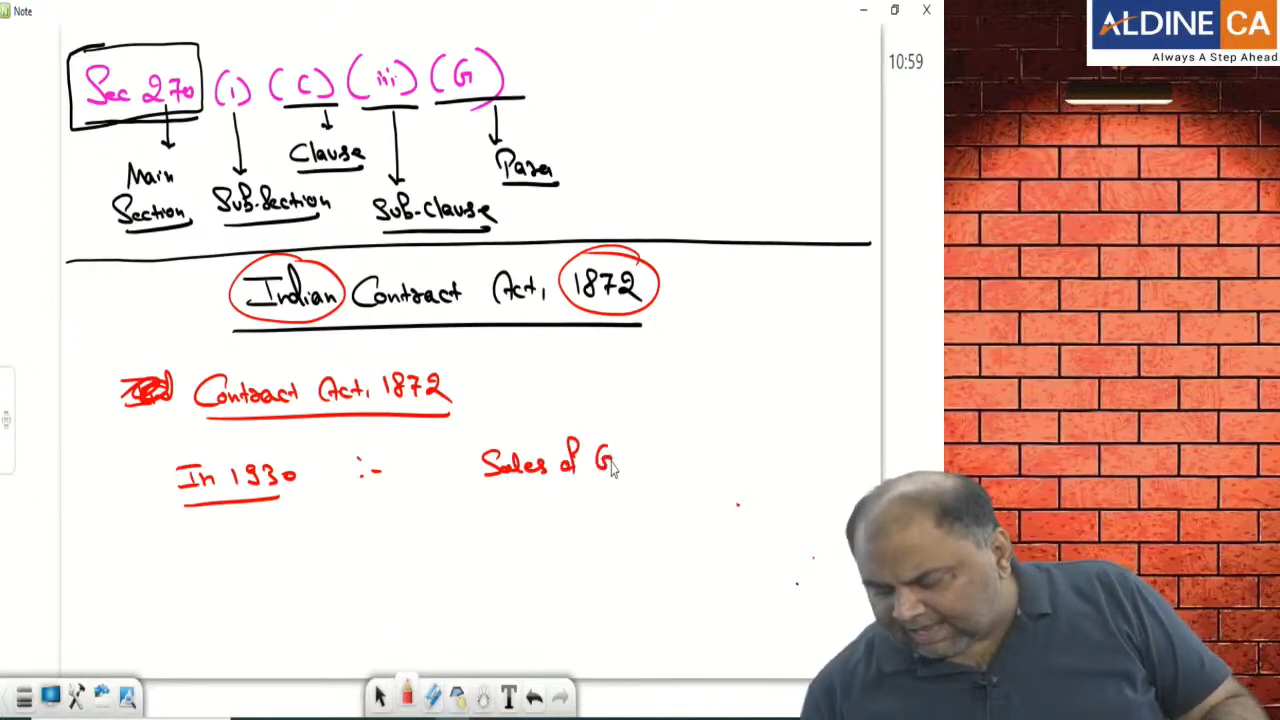 Note
ALDINE CA
Always A Step Ahead
10:59
Sec 270 (1) (C) (iii) (G)
Main Section
Sub-Section
Clause
Sub-Clause
Para
Indian Contract Act, 1872
Contract Act, 1872
In 1930 :- Sales of G
T